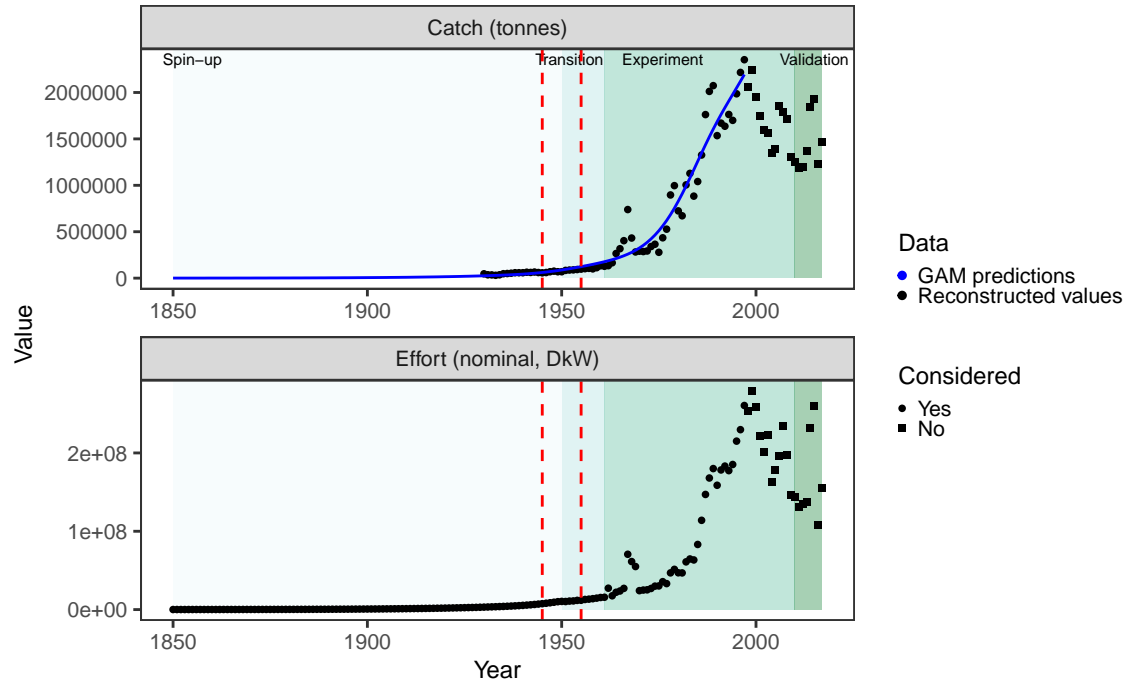 Catch (tonnes)
Spin−up Transition Experiment Validation
2000000
1500000
1000000
500000
0
1850 1900 1950 2000
Value
Effort (nominal, DkW)
2e+08
1e+08
0e+00
1850 1900 1950 2000
Year
Data
GAM predictions
Reconstructed values
Considered
Yes
No